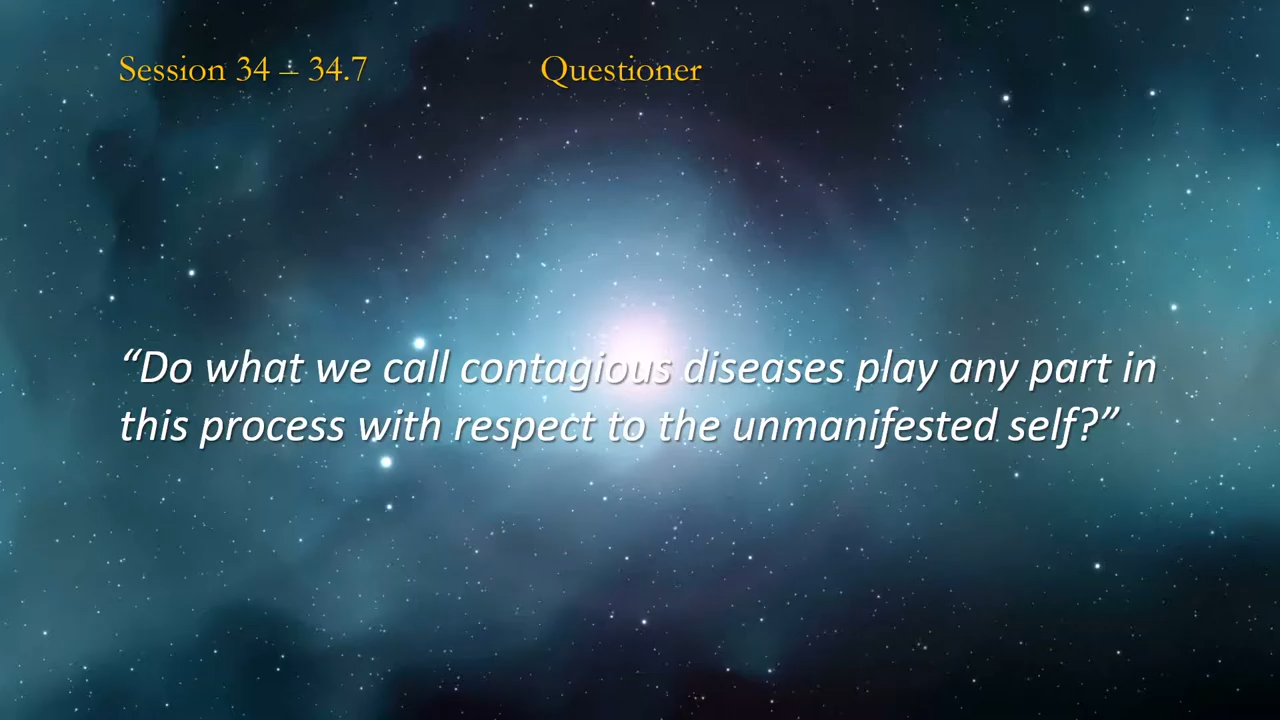 Session 34 – 34.7 Questioner
“Do what we call contagious diseases play any part in
this process with respect to the unmanifested self?”